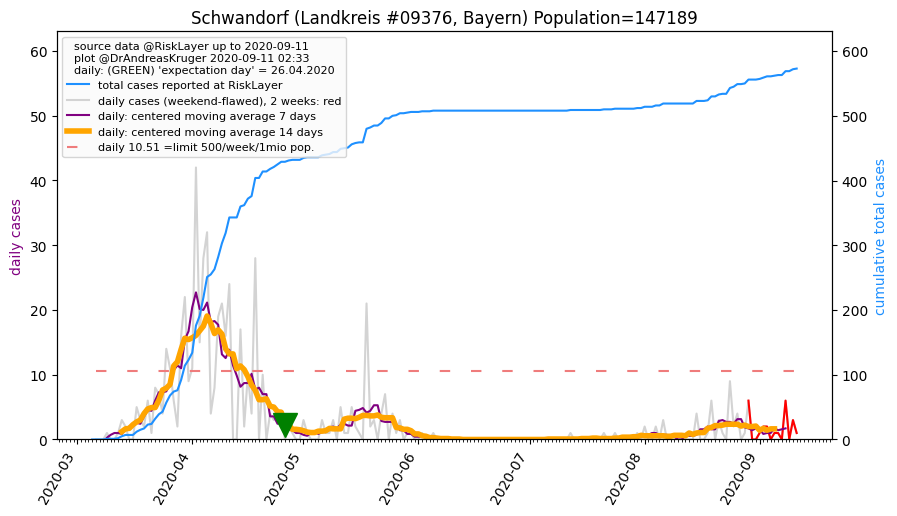 Schwandorf (Landkreis #09376, Bayern) Population=147189
source data @RiskLayer up to 2020-09-11
plot @DrAndreasKruger 2020-09-11 02:33
daily: (GREEN) 'expectation day' = 26.04.2020
total cases reported at RiskLayer
daily cases (weekend-flawed), 2 weeks: red
daily: centered moving average 7 days
daily: centered moving average 14 days
daily 10.51 =limit 500/week/1mio pop.
daily cases
cumulative total cases
60
50
40
30
20
10
0
600
500
400
300
200
100
0
2020-03
2020-04
2020-05
2020-06
2020-07
2020-08
2020-09